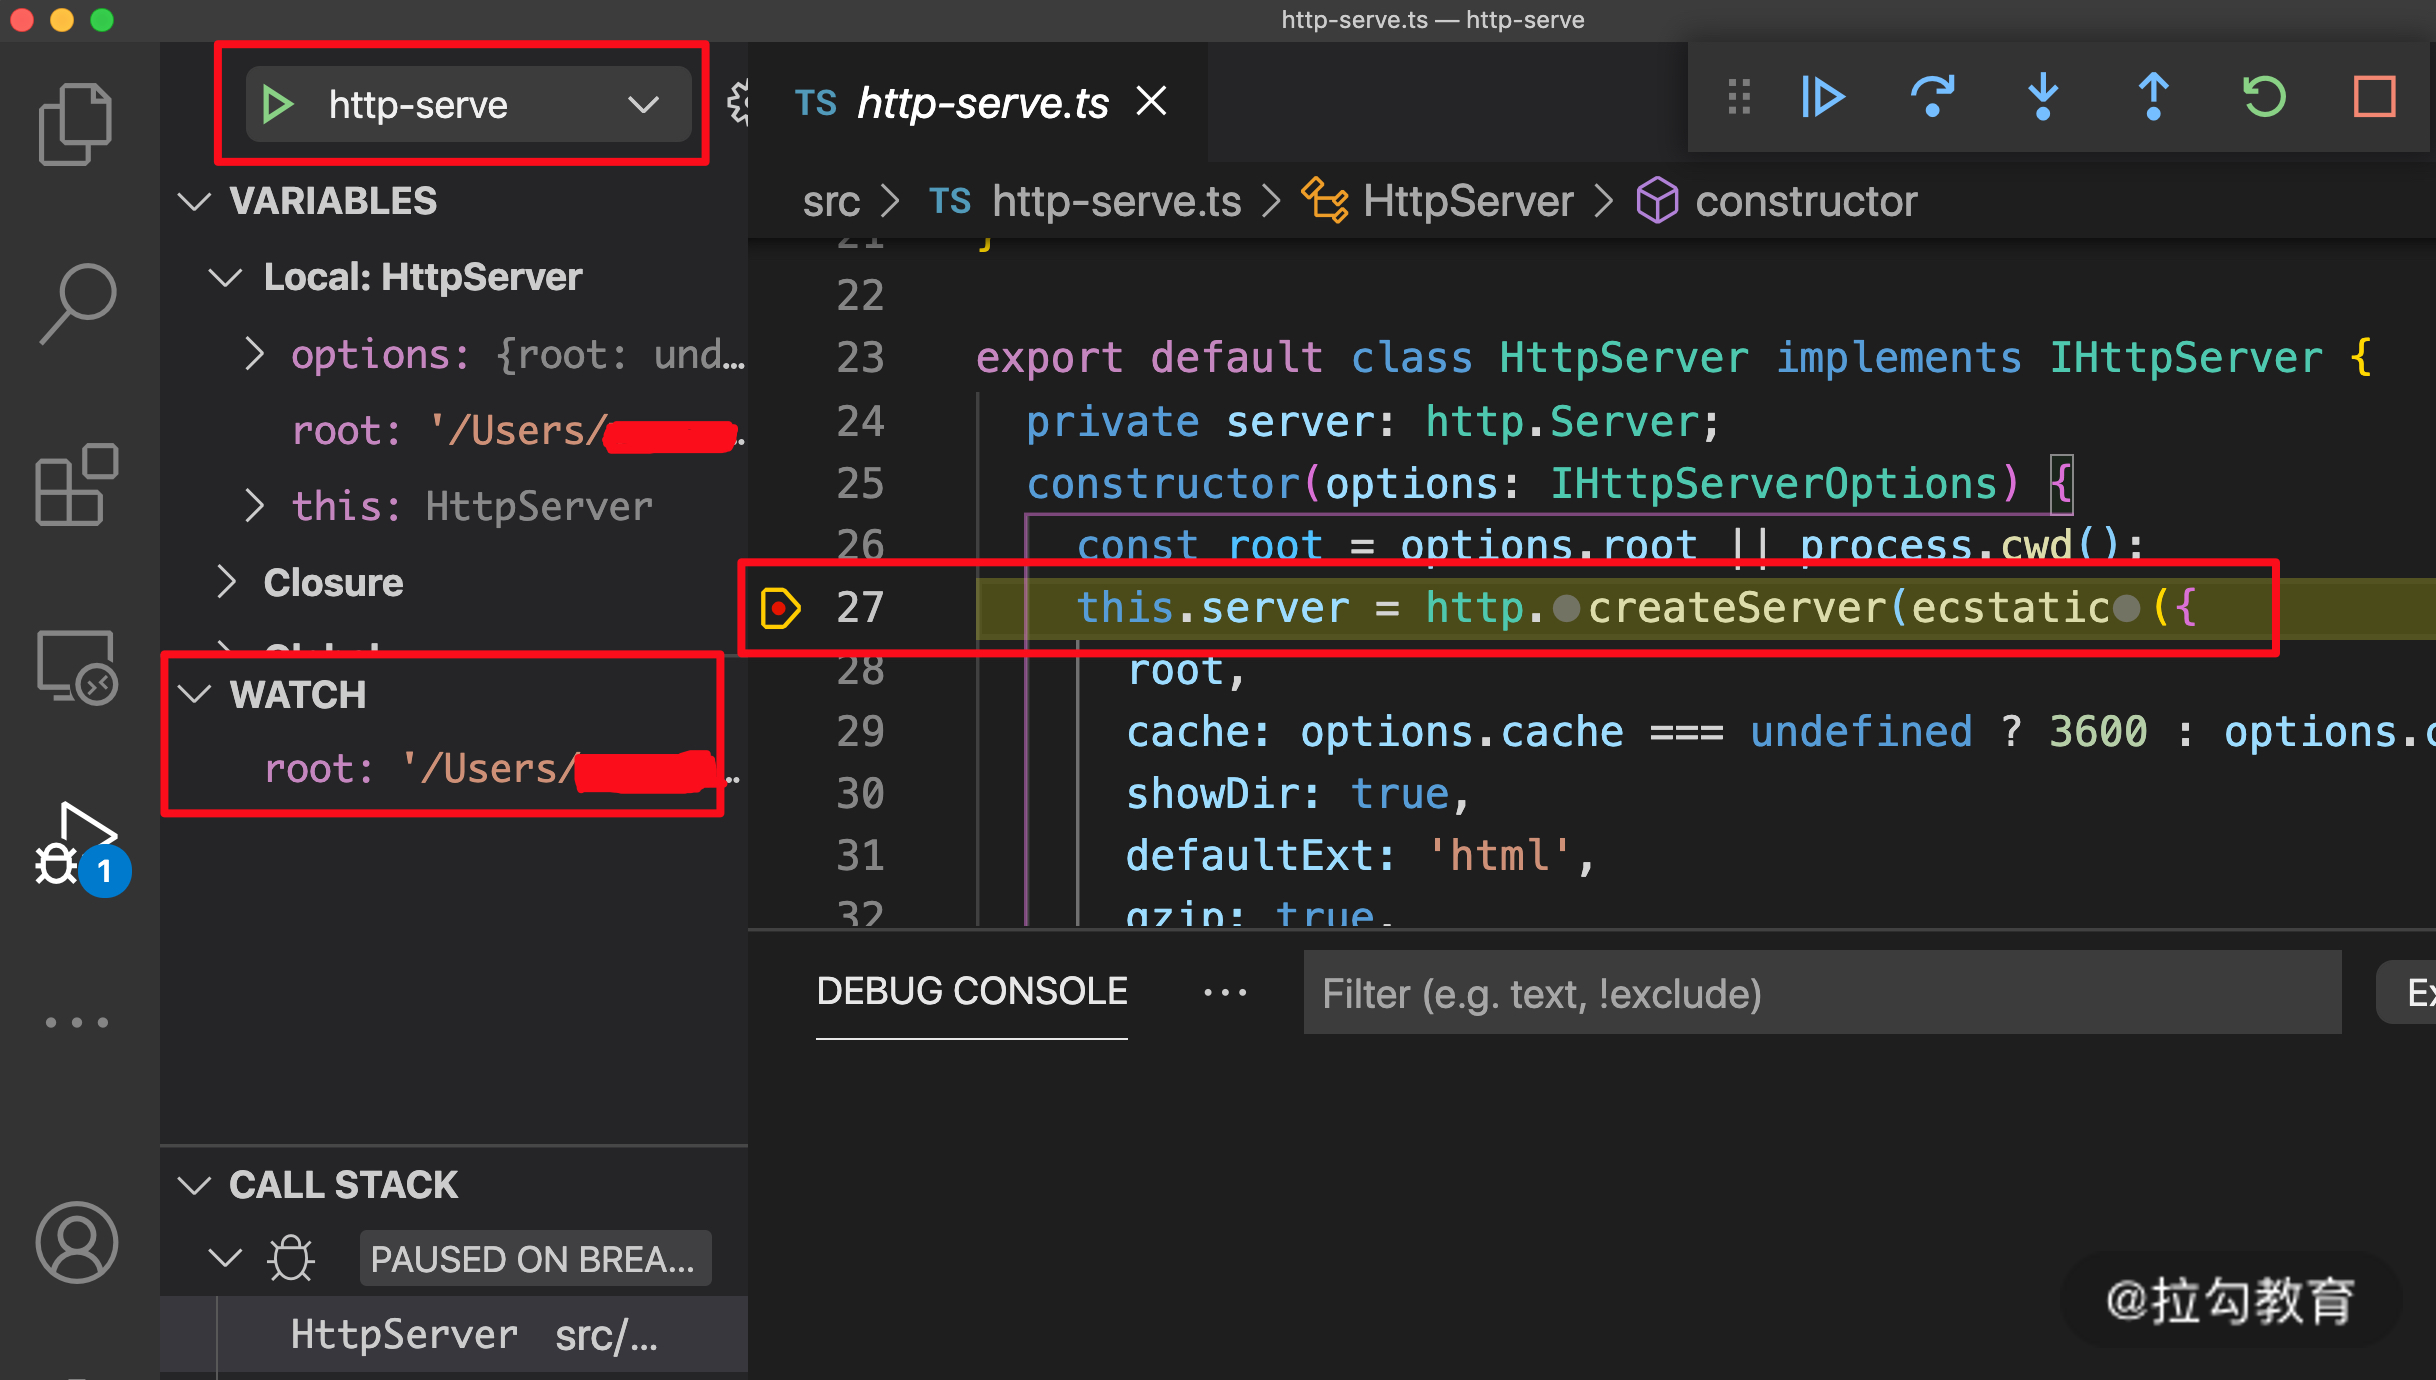 http-serve.ts — http-serve
http-serve
VARIABLES
Local: HttpServer
options: {root: und…
root: '/Users/
this: HttpServer
Closure
Global
WATCH
root: '/Users/
1
CALL STACK
PAUSED ON BREA…
HttpServer src/…
TS http-serve.ts
src > TS http-serve.ts > HttpServer > constructor
21 }
22
23 export default class HttpServer implements IHttpServer {
24 private server: http.Server;
25 constructor(options: IHttpServerOptions) {
26 const root = options.root || process.cwd();
27 this.server = http.createServer(ecstatic({
28 root,
29 cache: options.cache === undefined ? 3600 : options.c
30 showDir: true,
31 defaultExt: 'html',
32 gzip: true,
DEBUG CONSOLE
Filter (e.g. text, !exclude)
Ex
@拉勾教育